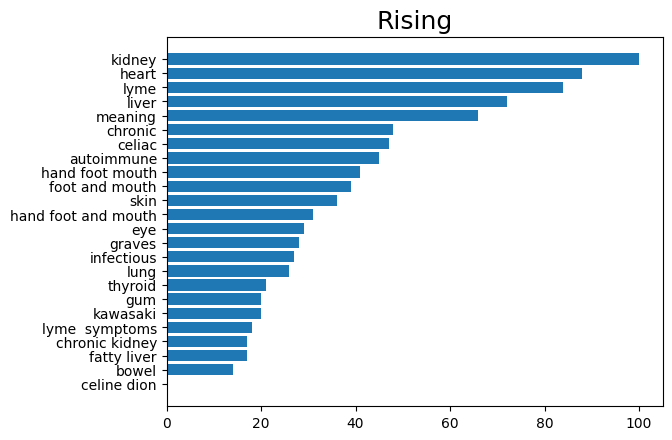 Rising
kidney
heart
lyme
liver
meaning
chronic
celiac
autoimmune
hand foot mouth
foot and mouth
skin
hand foot and mouth
eye
graves
infectious
lung
thyroid
gum
kawasaki
lyme  symptoms
chronic kidney
fatty liver
bowel
celine dion
0 20 40 60 80 100